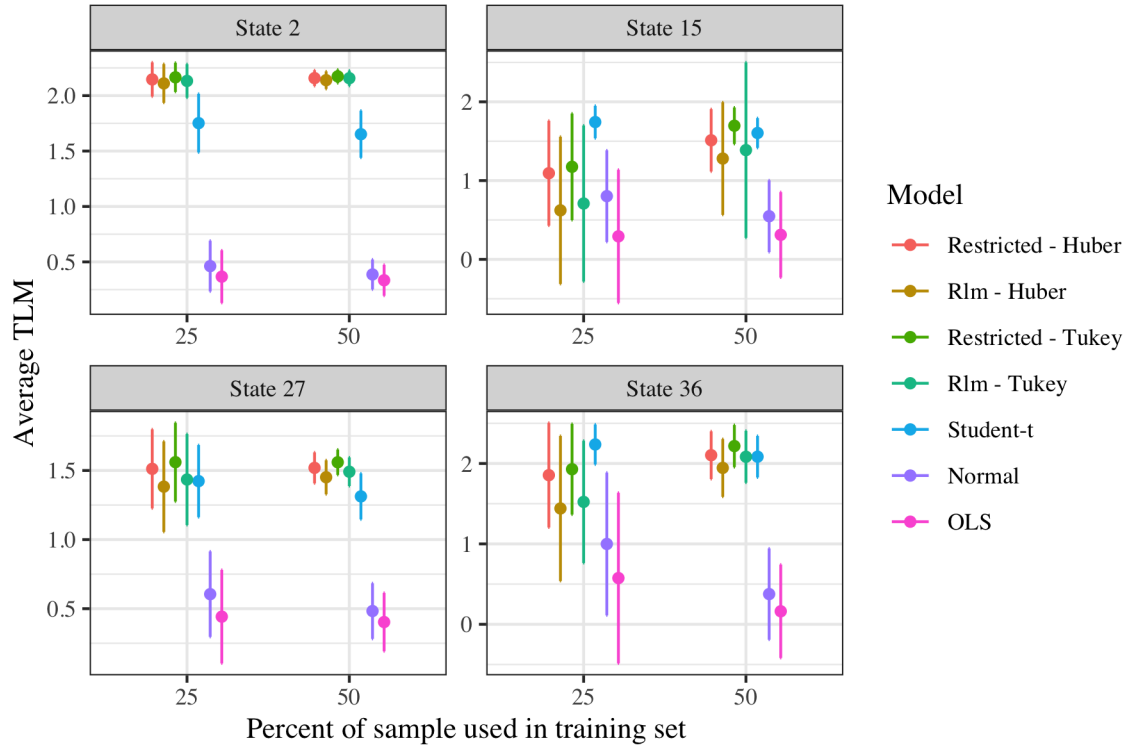 State 2
State 15
2.0
1.5
1.0
0.5
2
1
0
25
50
25
50
State 27
State 36
1.5
1.0
0.5
2
1
0
25
50
25
50
Average TLM
Percent of sample used in training set
Model
Restricted - Huber
Rlm - Huber
Restricted - Tukey
Rlm - Tukey
Student-t
Normal
OLS